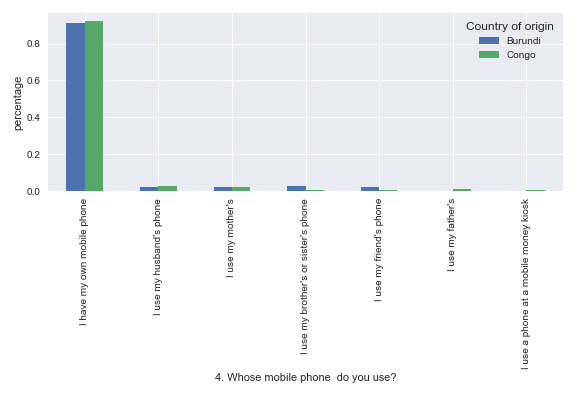 Country of origin
Burundi
Congo
percentage
0.8
0.6
0.4
0.2
0.0
I have my own mobile phone
I use my husband's phone
I use my mother's
I use my brother's or sister's phone
I use my friend's phone
I use my father's
I use a phone at a mobile money kiosk
4. Whose mobile phone  do you use?